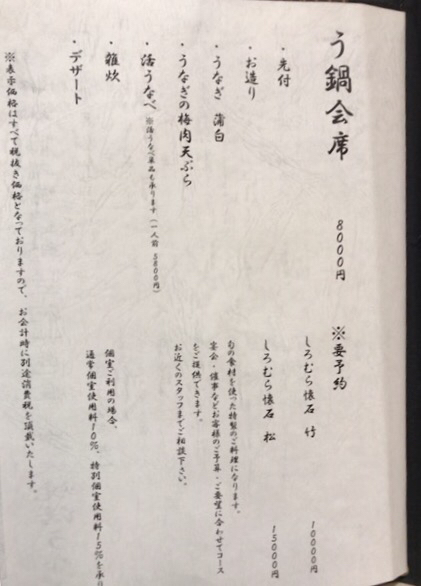 う鍋会席 8000円
・先付
・お造り
・うなぎ 蒲白
・うなぎの梅肉天ぷら
・活うなべ ※活うなべ単品も承ります(一人前 5800円)
・雑炊
・デザート
※要予約
しろむら懐石 竹 10000円
しろむら懐石 松 15000円
旬の食材を使った特製のご料理になります。
宴会・催事などお客様のご予算・ご要望に合わせてコース
をご提供できます。
お近くのスタッフまでご相談下さい。
個室ご利用の場合、
通常個室使用料10%、特別個室使用料15%を承り
※表示価格はすべて税抜き価格となっておりますので、お会計時に別途消費税を頂戴いたします。